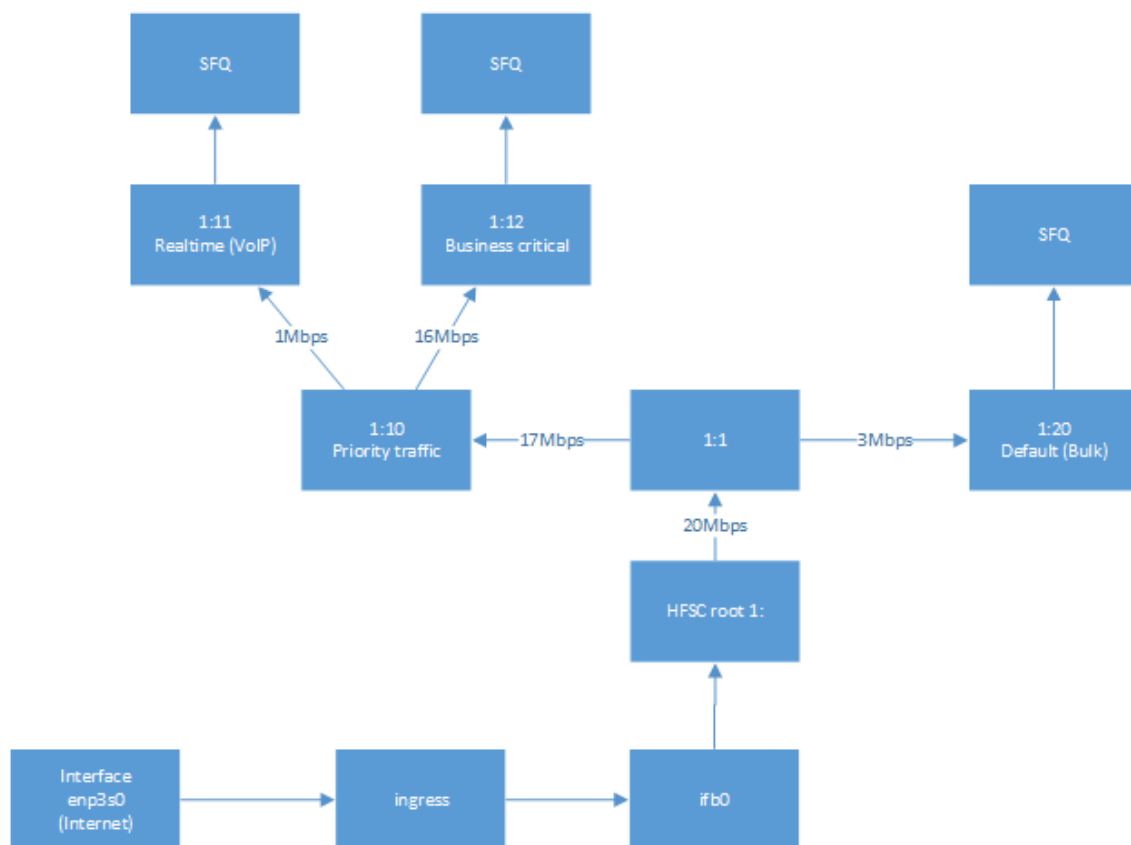 SFQ
SFQ
1:11
Realtime (VoIP)
1:12
Business critical
SFQ
1Mbps
16Mbps
1:10
Priority traffic
17Mbps
1:1
3Mbps
1:20
Default (Bulk)
20Mbps
HFSC root 1:
Interface
enp3s0
(Internet)
ingress
ifb0